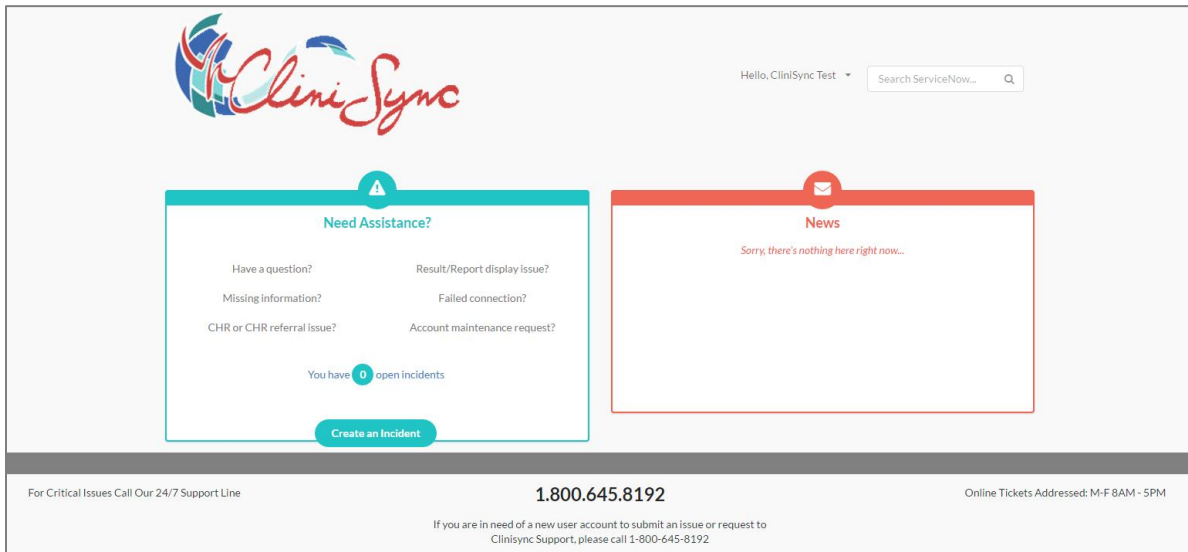 CliniSync
Hello, CliniSync Test
Search ServiceNow...
Need Assistance?
Have a question?
Result/Report display issue?
Missing information?
Failed connection?
CHR or CHR referral issue?
Account maintenance request?
You have 0 open incidents
Create an Incident
News
Sorry, there's nothing here right now...
For Critical Issues Call Our 24/7 Support Line
1.800.645.8192
Online Tickets Addressed: M-F 8AM - 5PM
If you are in need of a new user account to submit an issue or request to
Clinisync Support, please call 1-800-645-8192